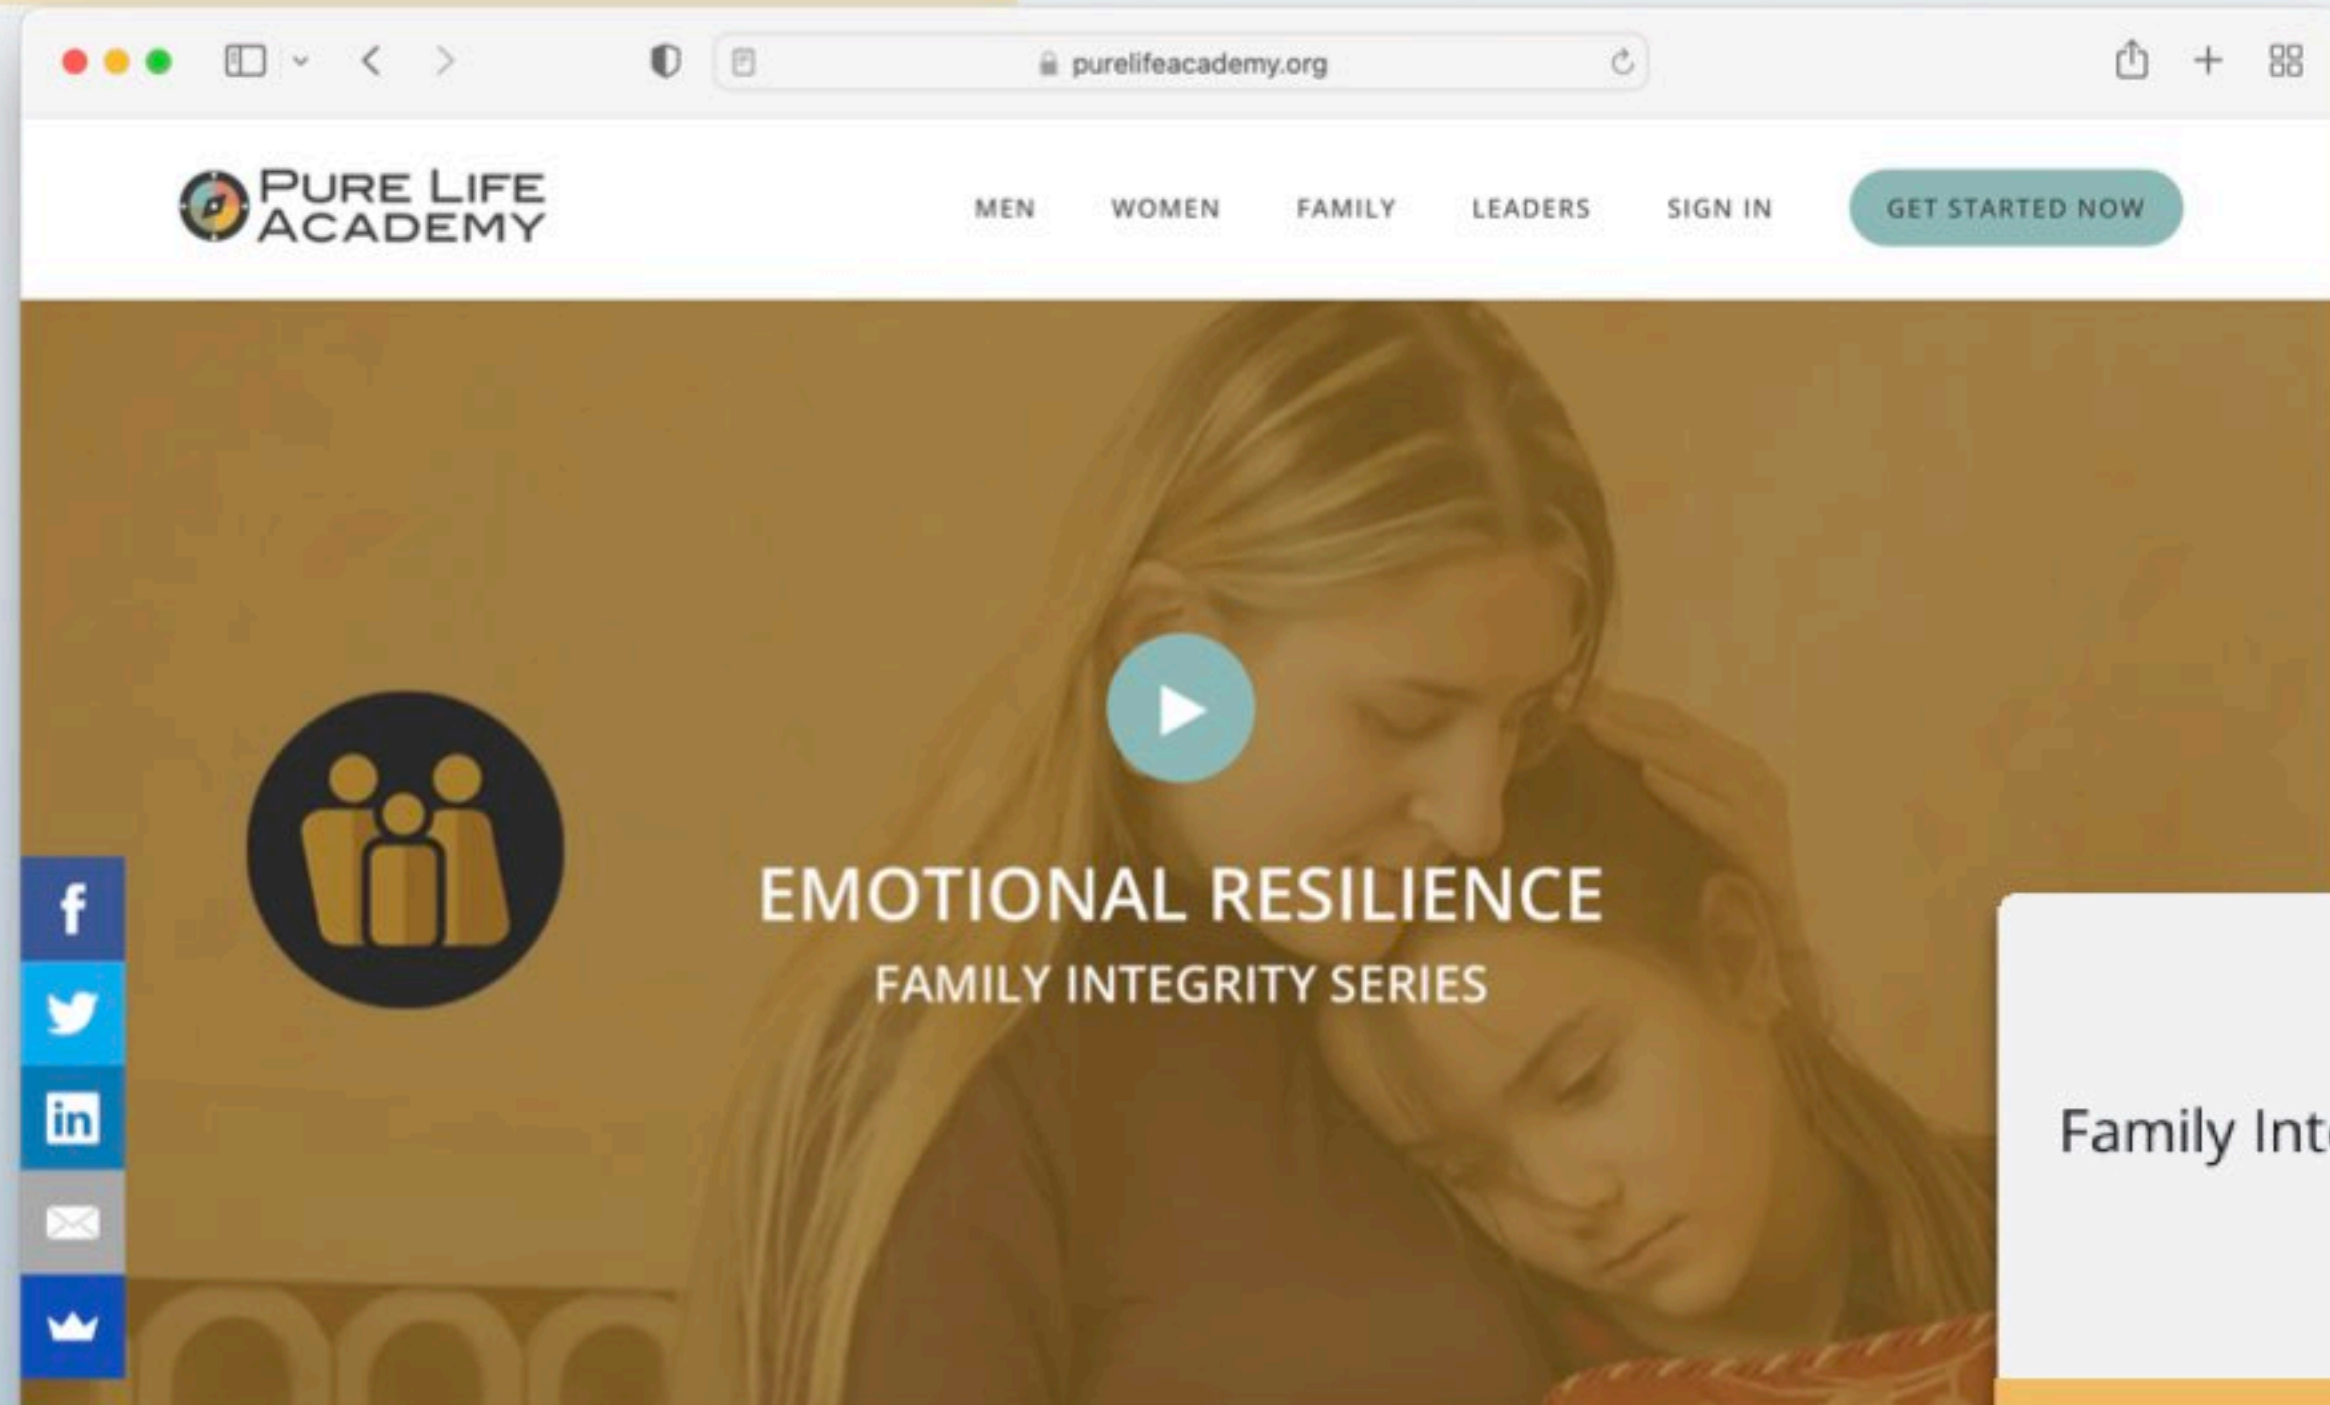 purelifeacademy.org
PURE LIFE
ACADEMY
MEN WOMEN FAMILY LEADERS SIGN IN GET STARTED NOW
EMOTIONAL RESILIENCE
FAMILY INTEGRITY SERIES
f
in
Family